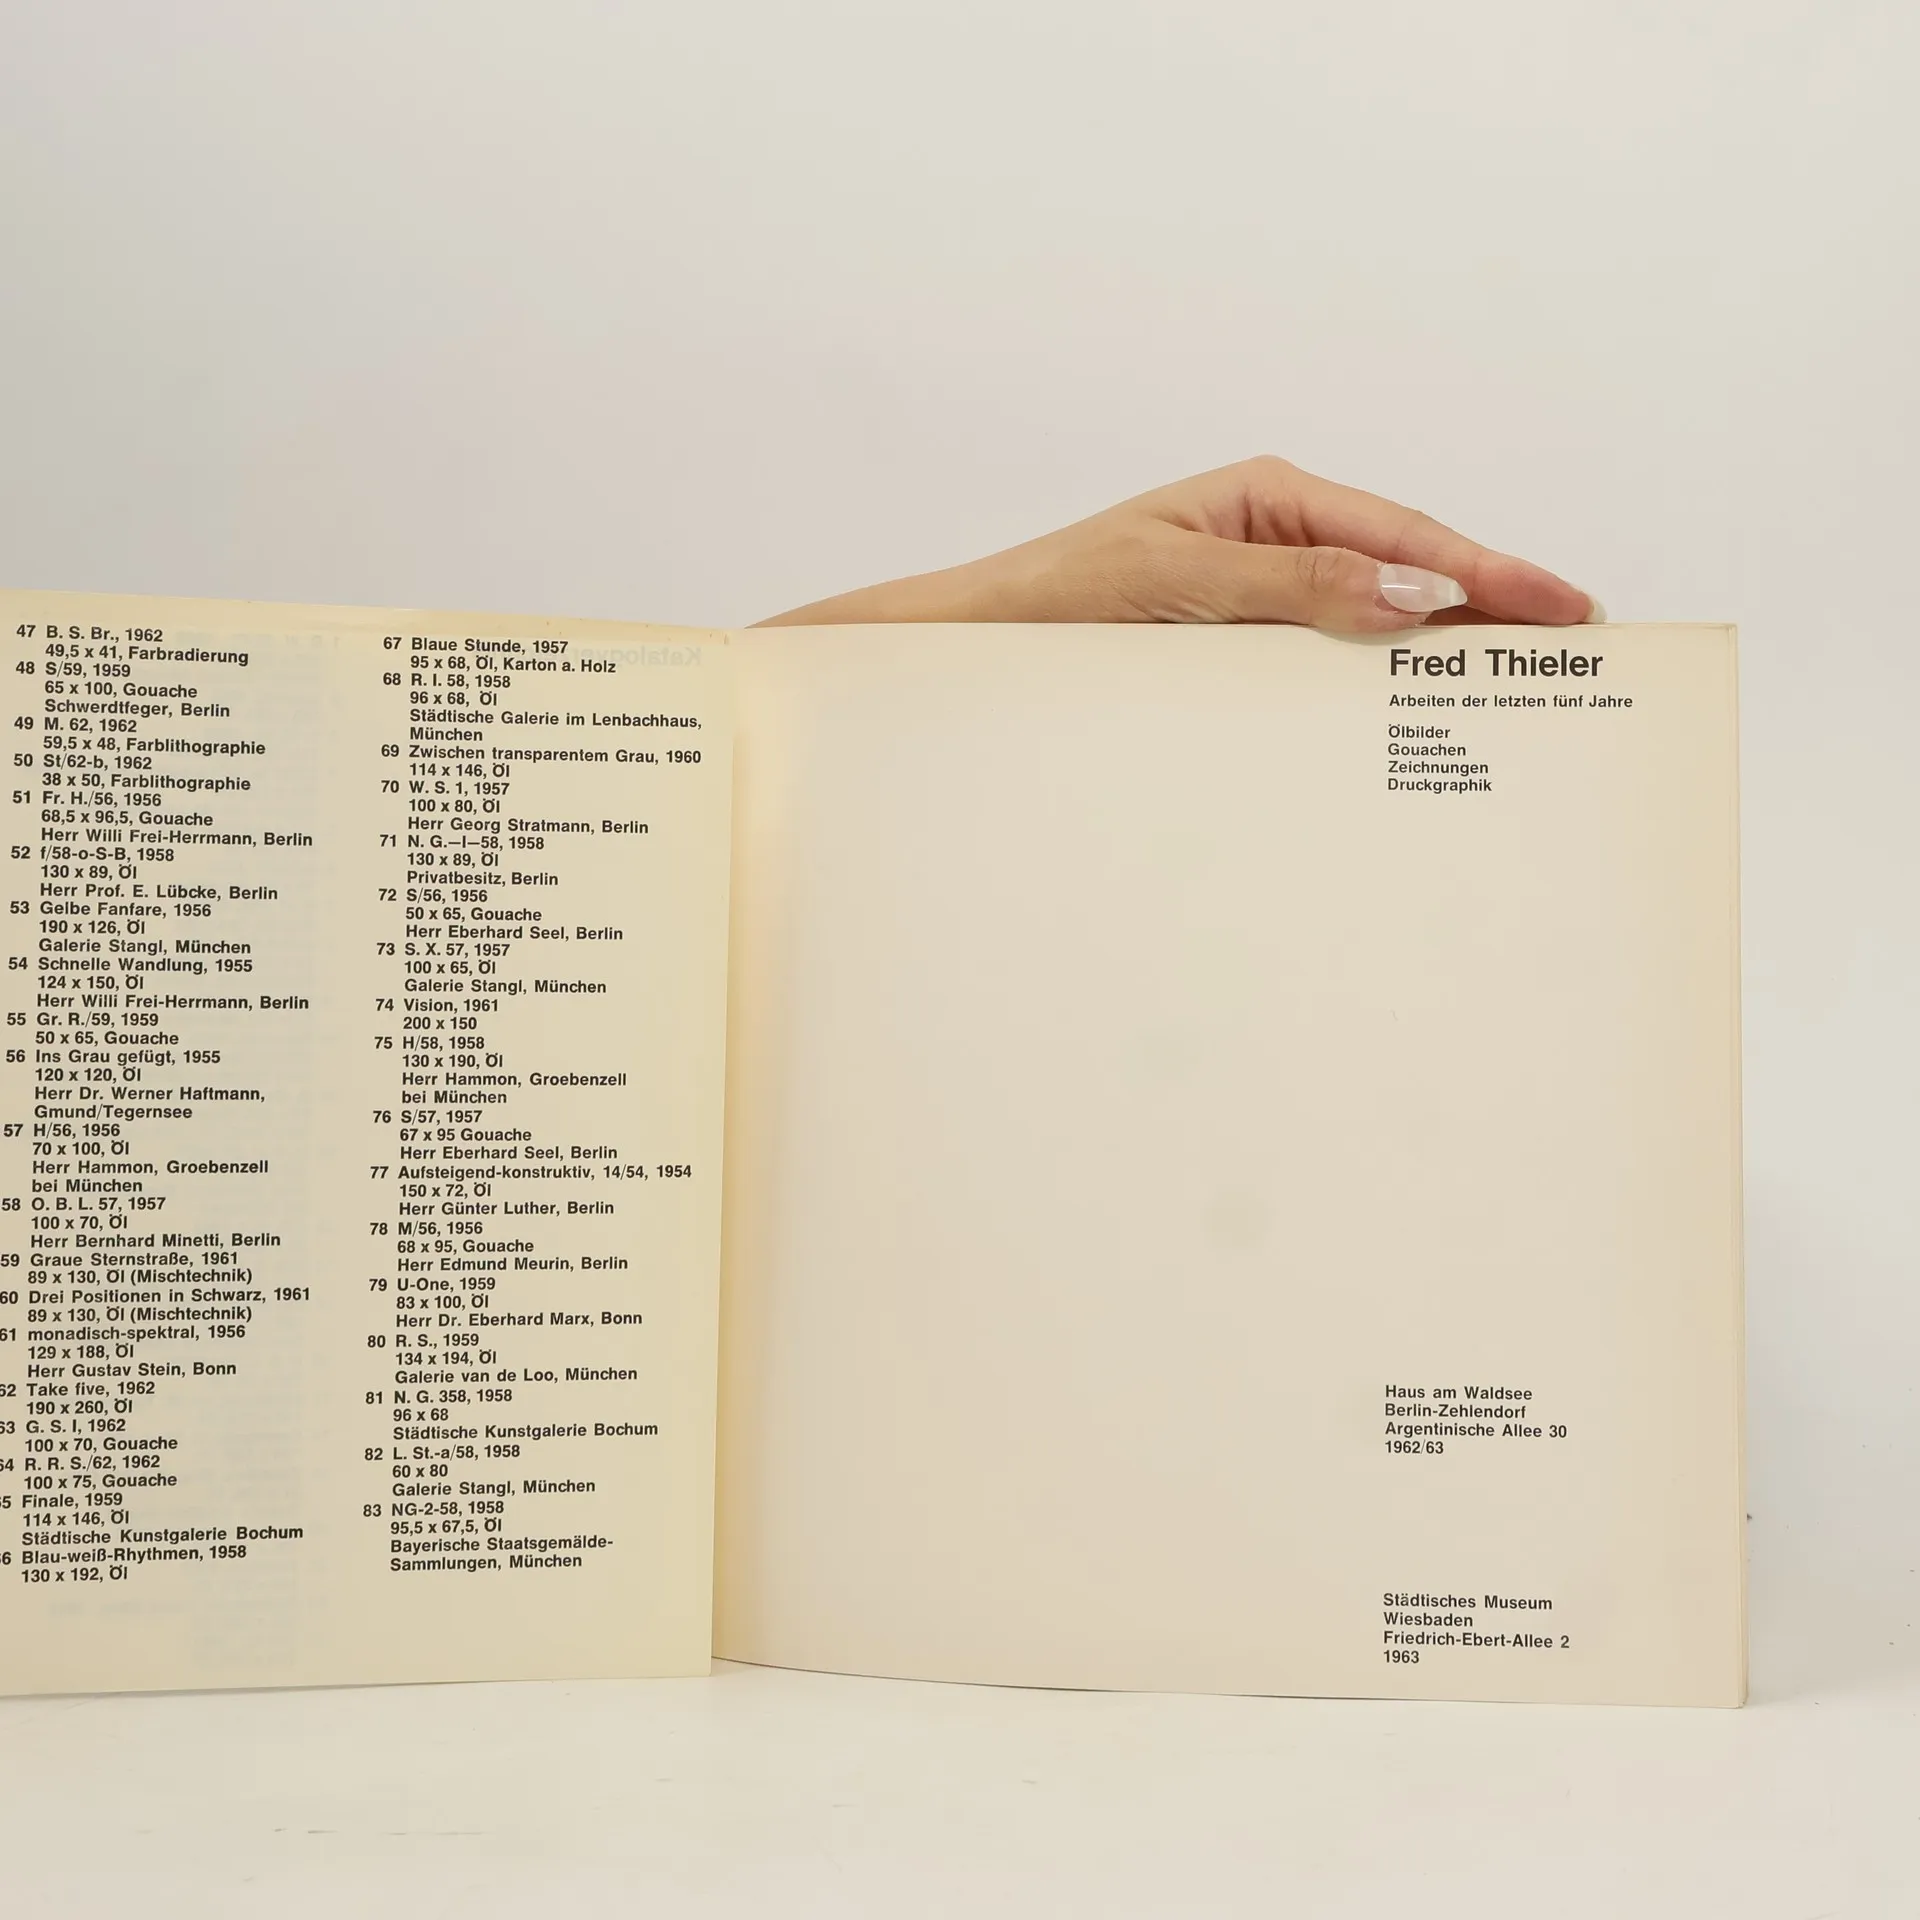 47 B. S. Br., 1962
49,5 x 41, Farbradierung
48 S/59, 1959
65 x 100, Gouache
Schwerdtfeger, Berlin
49 M. 62, 1962
59,5 x 48, Farblithographie
50 St/62-b, 1962
38 x 50, Farblithographie
51 Fr. H./56, 1956
68,5 x 96,5, Gouache
Herr Willi Frei-Herrmann, Berlin
52 f/58-o-S-B, 1958
130 x 89, Öl
Herr Prof. E. Lübcke, Berlin
53 Gelbe Fanfare, 1956
190 x 126, Öl
Galerie Stangl, München
54 Schnelle Wandlung, 1955
124 x 150, Öl
Herr Willi Frei-Herrmann, Berlin
55 Gr. R./59, 1959
50 x 65, Gouache
56 Ins Grau gefügt, 1955
120 x 120, Öl
Herr Dr. Werner Haftmann,
Gmund/Tegernsee
57 H/56, 1956
70 x 100, Öl
Herr Hammon, Groebenzell
bei München
58 O. B. L. 57, 1957
100 x 70, Öl
Herr Bernhard Minetti, Berlin
59 Graue Sternstraße, 1961
89 x 130, Öl (Mischtechnik)
60 Drei Positionen in Schwarz, 1961
89 x 130, Öl (Mischtechnik)
61 monadisch-spektral, 1956
129 x 188, Öl
Herr Gustav Stein, Bonn
62 Take five, 1962
190 x 260, Öl
63 G. S. I, 1962
100 x 70, Gouache
64 R. R. S./62, 1962
100 x 75, Gouache
65 Finale, 1959
114 x 146, Öl
Städtische Kunstgalerie Bochum
66 Blau-weiß-Rhythmen, 1958
130 x 192, Öl
67 Blaue Stunde, 1957
95 x 68, Öl, Karton a. Holz
68 R. I. 58, 1958
96 x 68, Öl
Städtische Galerie im Lenbachhaus,
München
69 Zwischen transparentem Grau, 1960
114 x 146, Öl
70 W. S. 1, 1957
100 x 80, Öl
Herr Georg Stratmann, Berlin
71 N. G.—I—58, 1958
130 x 89, Öl
Privatbesitz, Berlin
72 S/56, 1956
50 x 65, Gouache
Herr Eberhard Seel, Berlin
73 S. X. 57, 1957
100 x 65, Öl
Galerie Stangl, München
74 Vision, 1961
200 x 150
75 H/58, 1958
130 x 190, Öl
Herr Hammon, Groebenzell
bei München
76 S/57, 1957
67 x 95 Gouache
Herr Eberhard Seel, Berlin
77 Aufsteigend-konstruktiv, 14/54, 1954
150 x 72, Öl
Herr Günter Luther, Berlin
78 M/56, 1956
68 x 95, Gouache
Herr Edmund Meurin, Berlin
79 U-One, 1959
83 x 100, Öl
Herr Dr. Eberhard Marx, Bonn
80 R. S., 1959
134 x 194, Öl
Galerie van de Loo, München
81 N. G. 358, 1958
96 x 68
Städtische Kunstgalerie Bochum
82 L. St.-a/58, 1958
60 x 80
Galerie Stangl, München
83 NG-2-58, 1958
95,5 x 67,5, Öl
Bayerische Staatsgemälde-
Sammlungen, München
Fred Thieler
Arbeiten der letzten fünf Jahre
Ölbilder
Gouachen
Zeichnungen
Druckgraphik
Haus am Waldsee
Berlin-Zehlendorf
Argentinische Allee 30
1962/63
Städtisches Museum
Wiesbaden
Friedrich-Ebert-Allee 2
1963